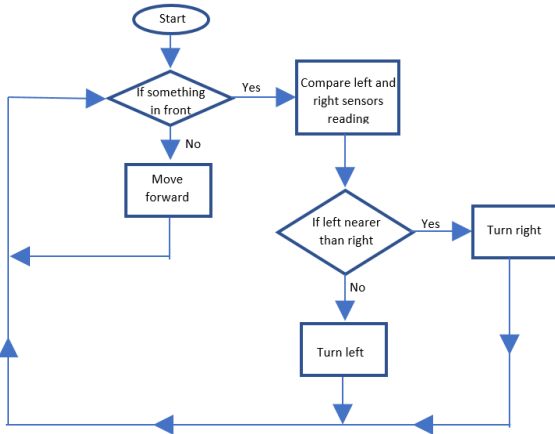 Start
If something
in front
Yes
Compare left and
right sensors
reading
No
Move
forward
If left nearer
than right
Yes
Turn right
No
Turn left